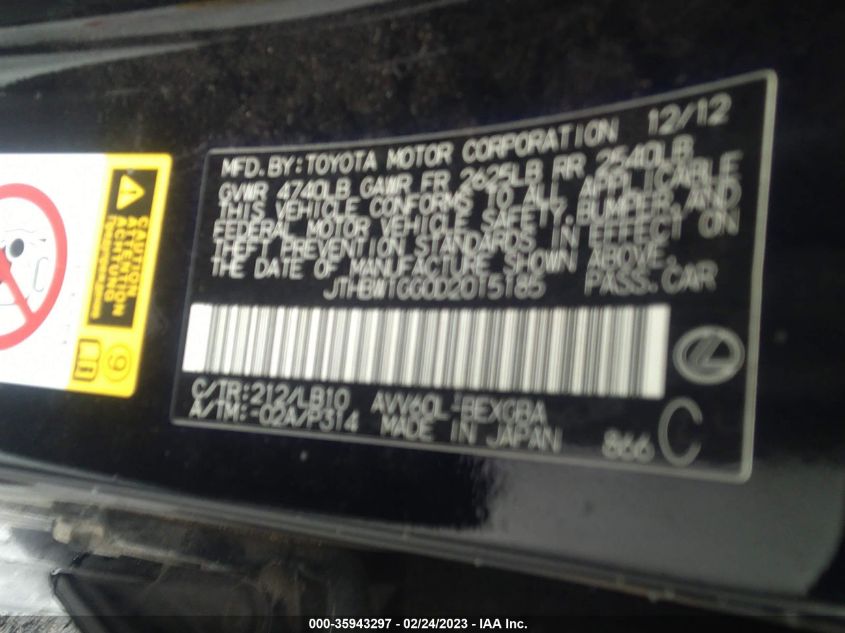 MFD.BY:TOYOTA MOTOR CORPORATION 12/12
GVWR 4740LB GAWR FR 2625LB RR 2540LB
THIS VEHICLE CONFORMS TO ALL APPLICABLE
FEDERAL MOTOR VEHICLE SAFETY, BUMPER, AND
THEFT PREVENTION STANDARDS IN EFFECT ON
THE DATE OF MANUFACTURE SHOWN ABOVE.
JTHBW1GG0D2015185 PASS.CAR
C/TR:212/LB10 AVV60L-BEXGBA
A/TM:-02A/P314 MADE IN JAPAN 866 C
CAUTION
ATTENTION
ACHTUNG
9
000-35943297 - 02/24/2023 - IAA Inc.